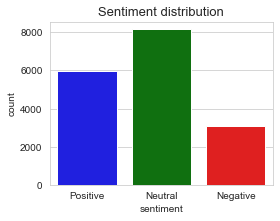 Sentiment distribution
8000
6000
4000
2000
0
count
Positive Neutral Negative
sentiment